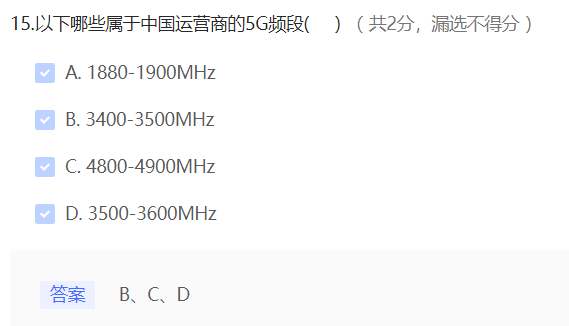 15.以下哪些属于中国运营商的5G频段(　　)（ 共2分，漏选不得分 ）
A. 1880-1900MHz
B. 3400-3500MHz
C. 4800-4900MHz
D. 3500-3600MHz
答案　B、C、D